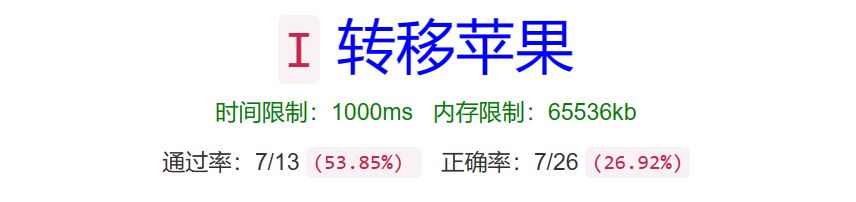 I 转移苹果
时间限制：1000ms 内存限制：65536kb
通过率：7/13 (53.85%) 正确率：7/26 (26.92%)